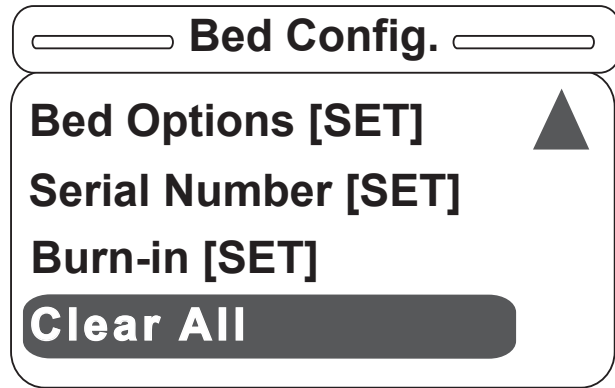 Bed Config.
Bed Options [SET]
Serial Number [SET]
Burn-in [SET]
Clear All